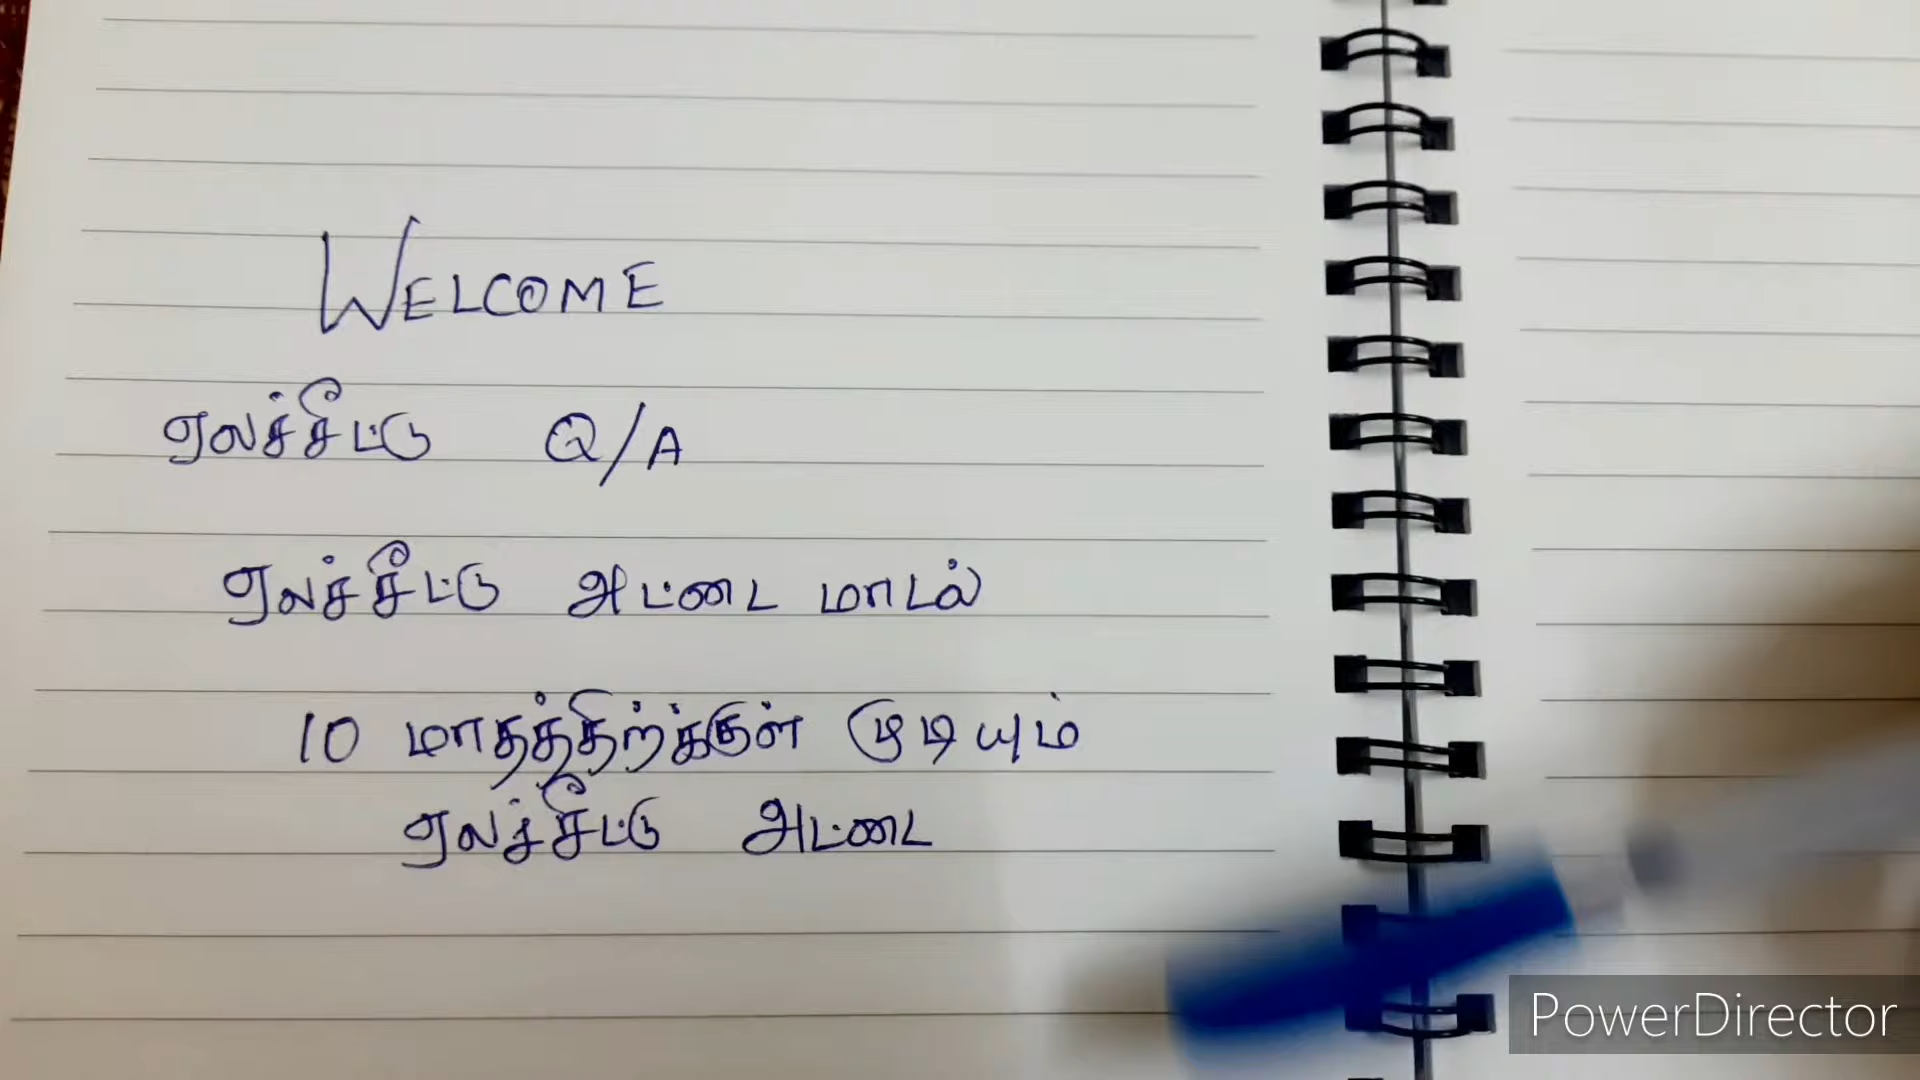 WELCOME
ஏலச்சீட்டு Q/A
ஏலச்சீட்டு அட்டை மாடல்
10 மாதத்திற்க்குள் முடியும்
ஏலச்சீட்டு அட்டை
PowerDirector